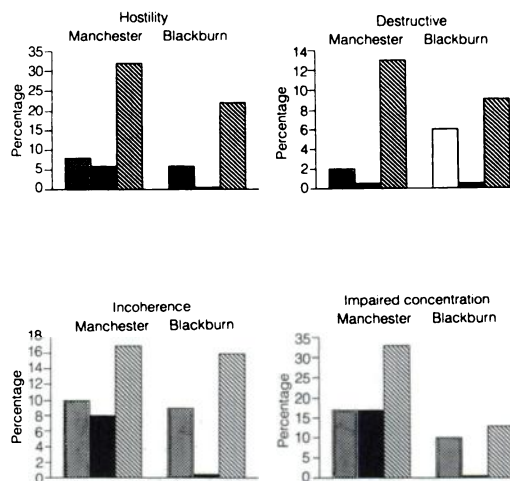 Hostility
Manchester Blackburn
Percentage
35
30
25
20
15
10
5
0
Destructive
Manchester Blackburn
Percentage
14
12
10
8
6
4
2
0
Incoherence
Manchester Blackburn
Percentage
18
16
14
12
10
8
6
4
2
0
Impaired concentration
Manchester Blackburn
Percentage
35
30
25
20
15
10
5
0